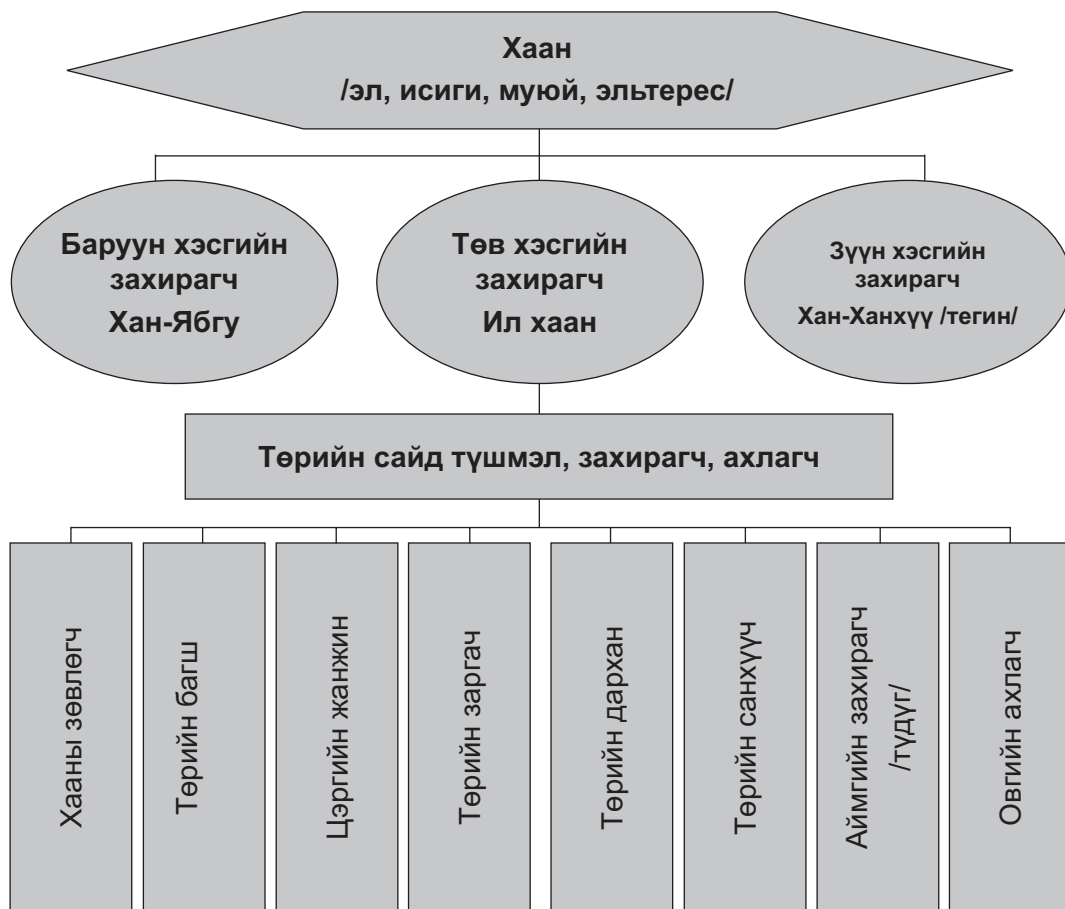 Хаан
/эл, исиги, муюй, эльтерес/
Баруун хэсгийн
захирагч
Хан-Ябгу
Төв хэсгийн
захирагч
Ил хаан
Зүүн хэсгийн
захирагч
Хан-Ханхүү /тегин/
Төрийн сайд түшмэл, захирагч, ахлагч
Хааны зөвлөгч
Төрийн багш
Цэргийн жанжин
Төрийн заргач
Төрийн дархан
Төрийн санхүүч
Аймгийн захирагч
/түдүг/
Овгийн ахлагч